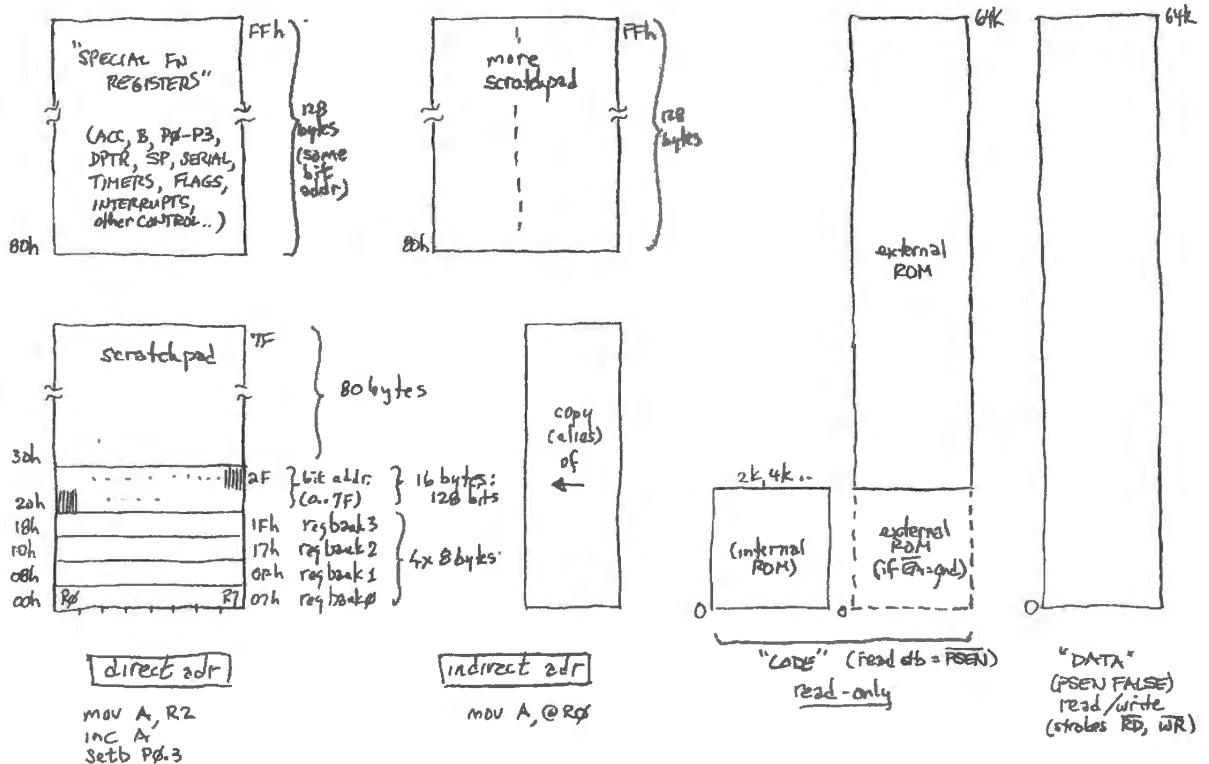 FFh
"SPECIAL FN
REGISTERS"
(ACC, B, PØ-P3,
DPTR, SP, SERIAL,
TIMERS, FLAGS,
INTERRUPTS,
other CONTROL..)
80h
128
bytes
(some
bit
addr)
FFh
more
scratchpad
80h
128
bytes
7F
scratchpad
80 bytes
30h
2F
bit addr.
(0..7F)
16 bytes:
128 bits
20h
18h
1Fh
regbank 3
10h
17h
regbank 2
08h
0Fh
regbank 1
00h
RØ
R7
07h
regbank Ø
4 x 8 bytes
direct adr
mov A, R2
inc A
setb PØ.3
copy
(alias)
of
indirect adr
mov A, @RØ
64k
external
ROM
2k, 4k ..
(internal
ROM)
0
external
ROM
(if EA=gnd)
0
"CODE" (read stb = PSEN)
read-only
64k
0
"DATA"
(PSEN FALSE)
read/write
(strobes RD, WR)